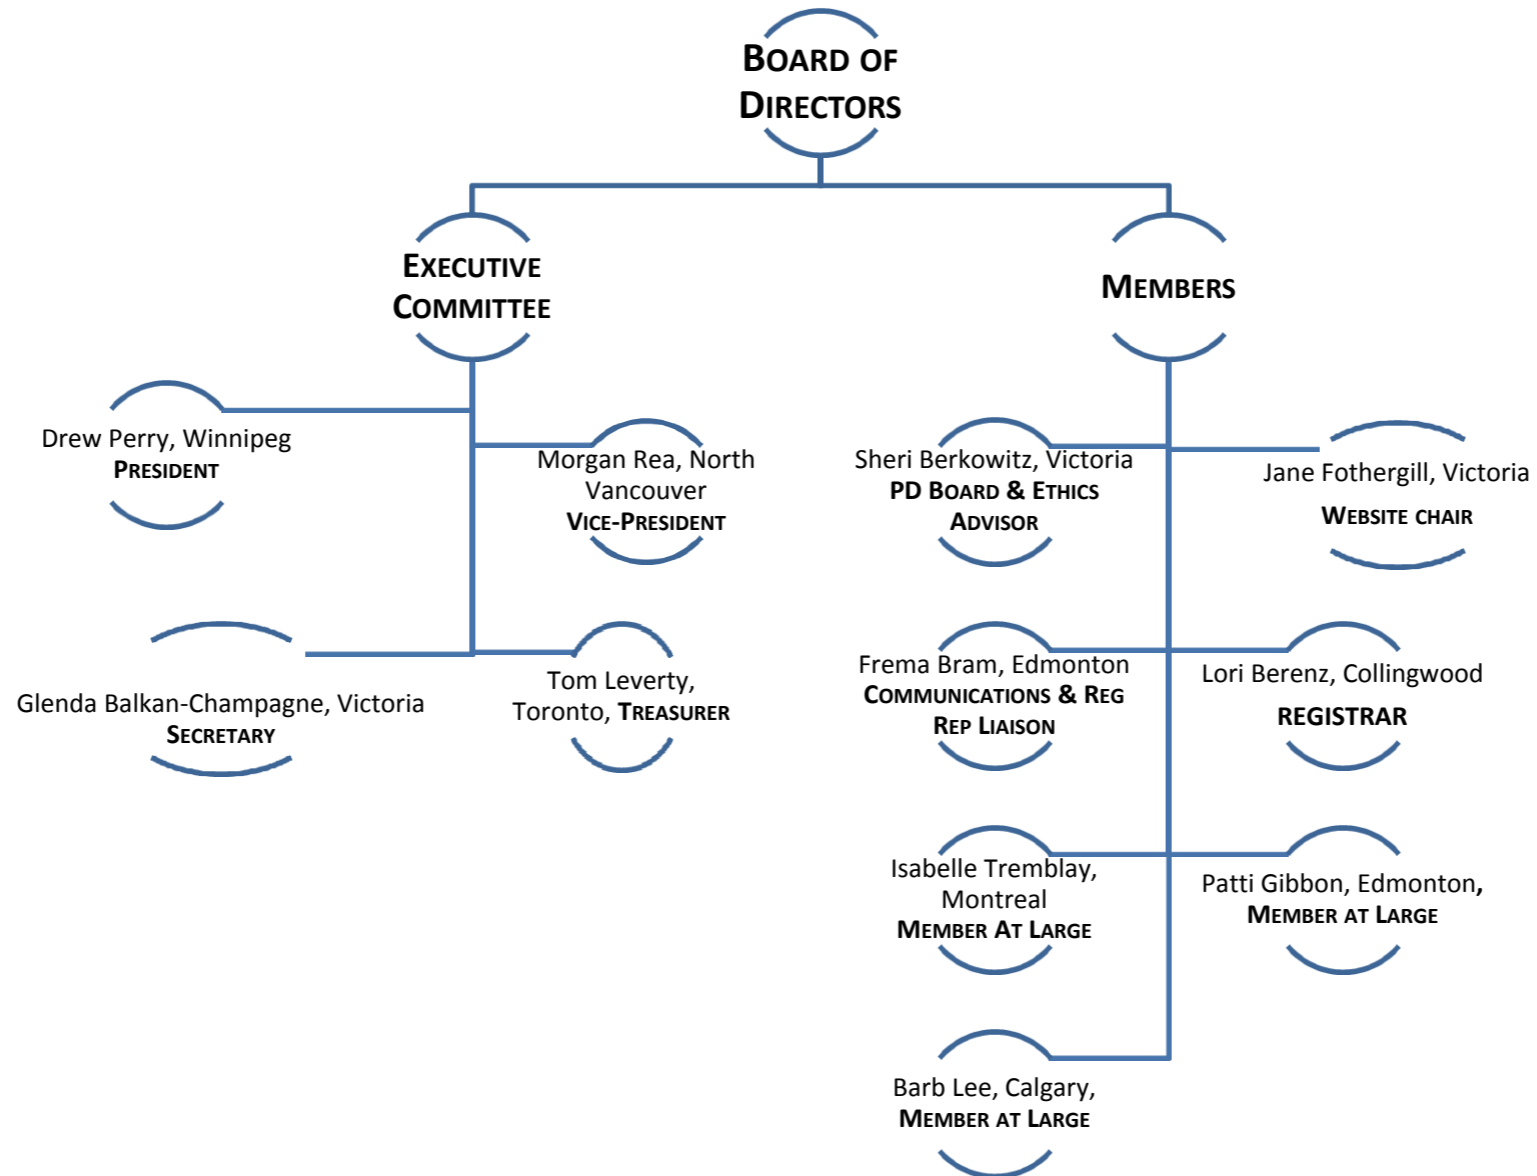 BOARD OF
DIRECTORS
EXECUTIVE
COMMITTEE
MEMBERS
Drew Perry, Winnipeg
PRESIDENT
Morgan Rea, North
Vancouver
VICE-PRESIDENT
Glenda Balkan-Champagne, Victoria
SECRETARY
Tom Leverty,
Toronto, TREASURER
Sheri Berkowitz, Victoria
PD BOARD & ETHICS
ADVISOR
Jane Fothergill, Victoria
WEBSITE CHAIR
Frema Bram, Edmonton
COMMUNICATIONS & REG
REP LIAISON
Lori Berenz, Collingwood
REGISTRAR
Isabelle Tremblay,
Montreal
MEMBER AT LARGE
Patti Gibbon, Edmonton,
MEMBER AT LARGE
Barb Lee, Calgary,
MEMBER AT LARGE